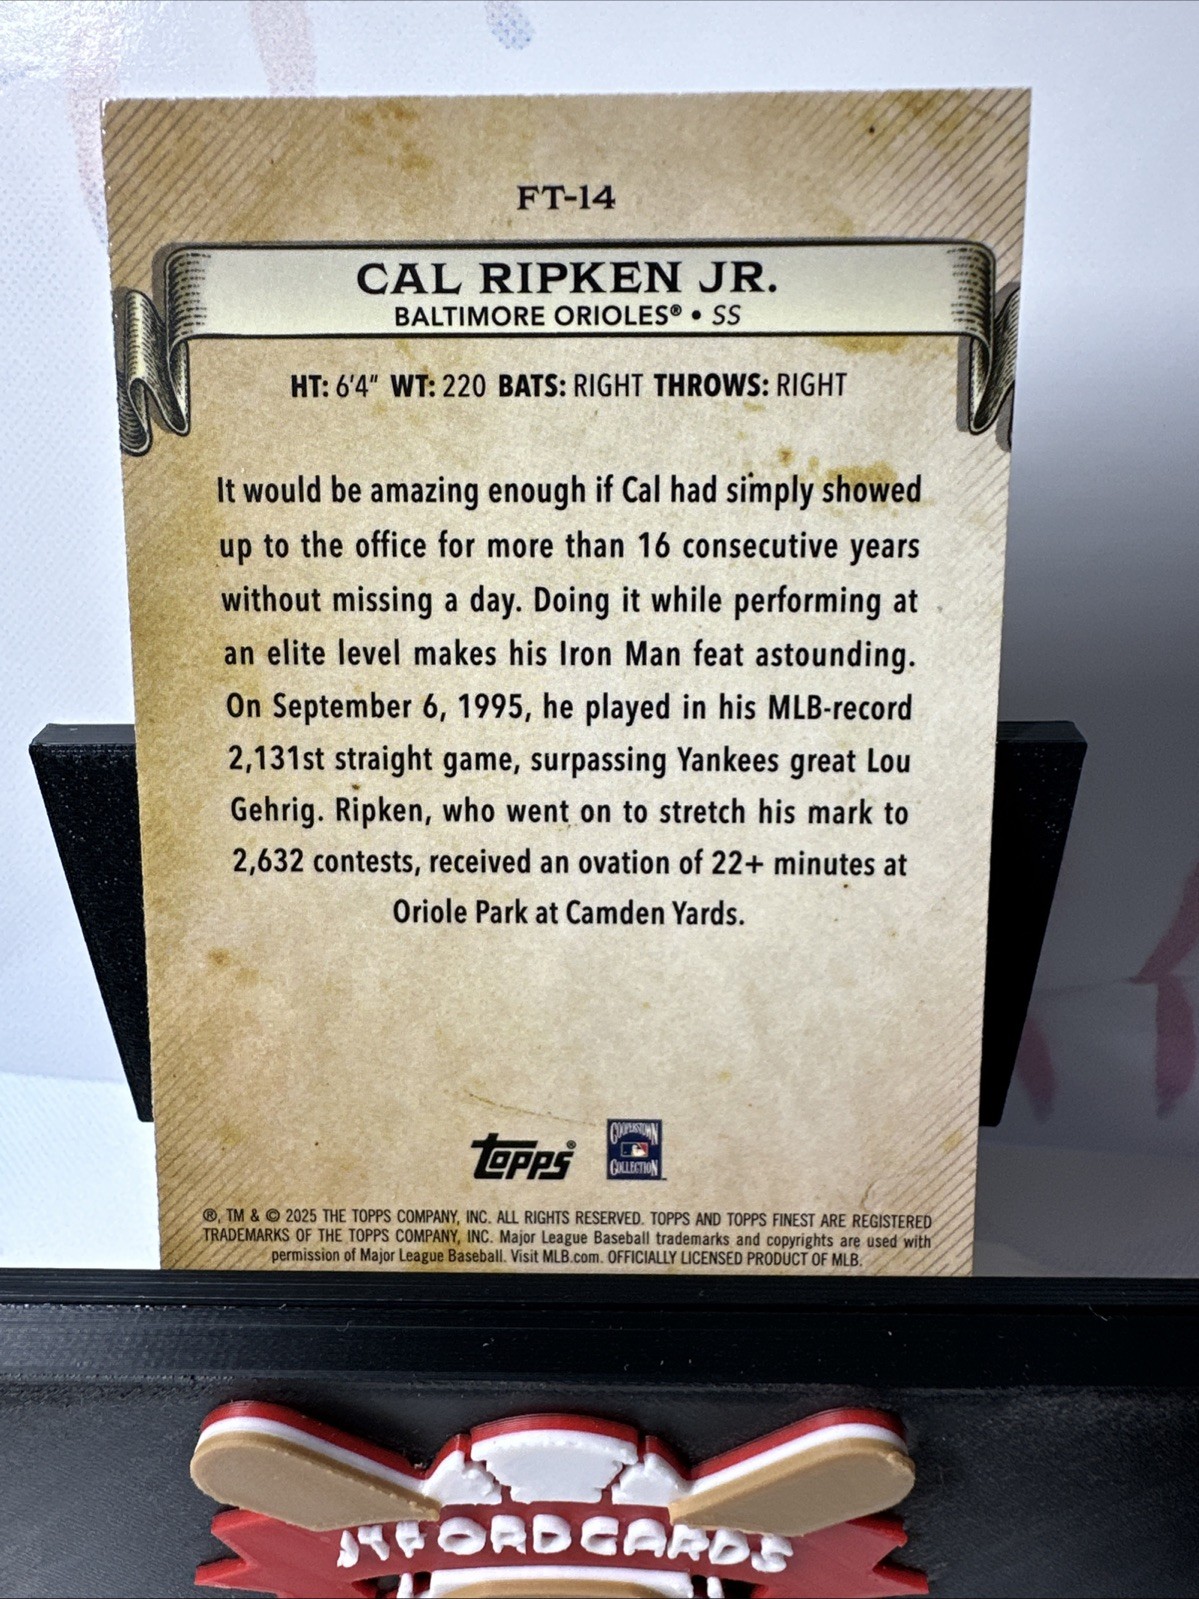 FT-14
CAL RIPKEN JR.
BALTIMORE ORIOLES® • SS
HT: 6'4" WT: 220 BATS: RIGHT THROWS: RIGHT
It would be amazing enough if Cal had simply showed
up to the office for more than 16 consecutive years
without missing a day. Doing it while performing at
an elite level makes his Iron Man feat astounding.
On September 6, 1995, he played in his MLB-record
2,131st straight game, surpassing Yankees great Lou
Gehrig. Ripken, who went on to stretch his mark to
2,632 contests, received an ovation of 22+ minutes at
Oriole Park at Camden Yards.
topps®
COOPERSTOWN
COLLECTION
®, TM & © 2025 THE TOPPS COMPANY, INC. ALL RIGHTS RESERVED. TOPPS AND TOPPS FINEST ARE REGISTERED
TRADEMARKS OF THE TOPPS COMPANY, INC. Major League Baseball trademarks and copyrights are used with
permission of Major League Baseball. Visit MLB.com. OFFICIALLY LICENSED PRODUCT OF MLB.